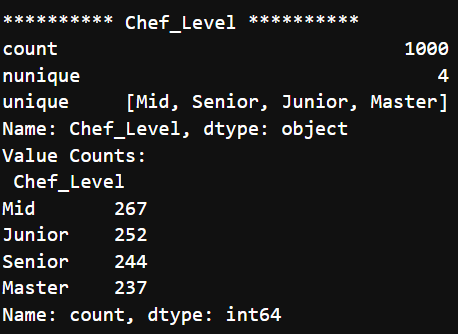 ********** Chef_Level **********
count                               1000
nunique                                4
unique     [Mid, Senior, Junior, Master]
Name: Chef_Level, dtype: object
Value Counts:
 Chef_Level
Mid       267
Junior    252
Senior    244
Master    237
Name: count, dtype: int64